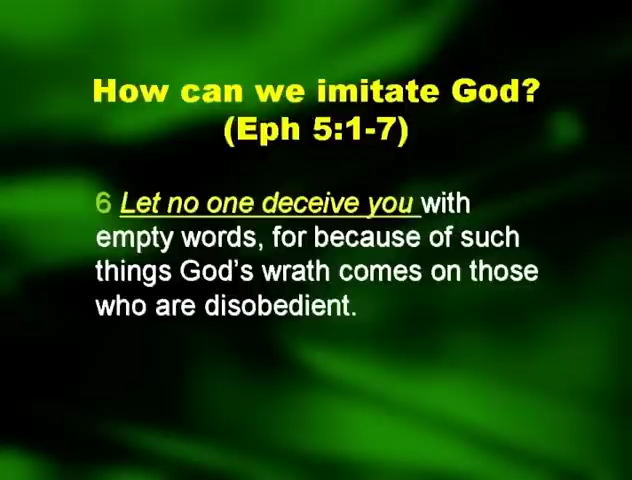 How can we imitate God?
(Eph 5:1-7)
6 Let no one deceive you with
empty words, for because of such
things God's wrath comes on those
who are disobedient.